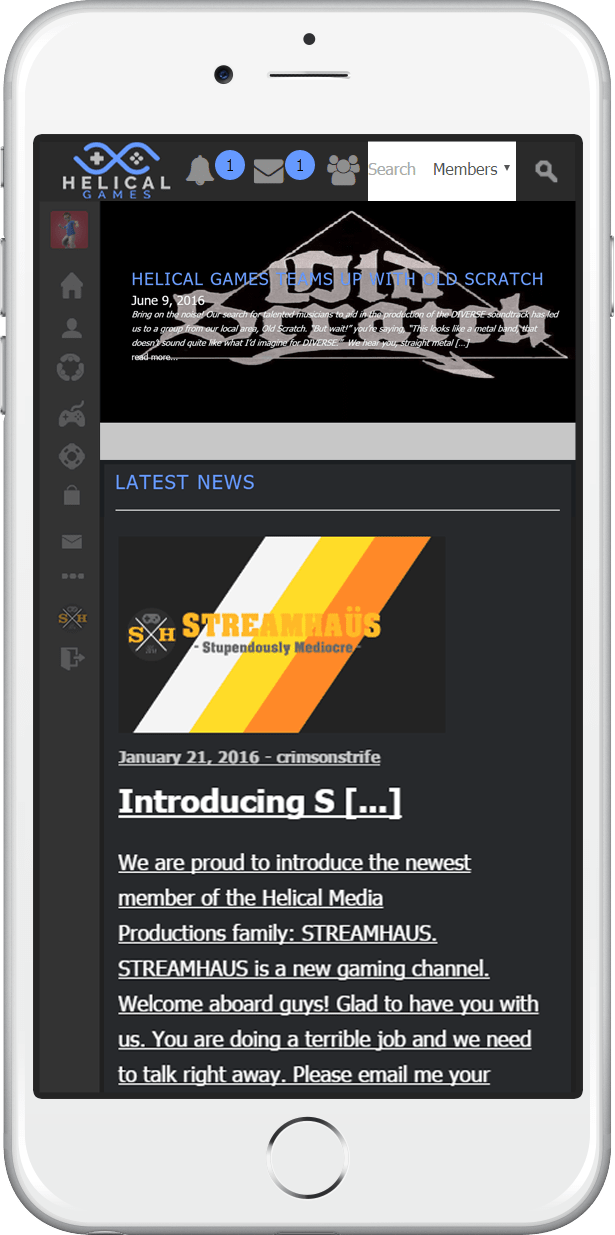 HELICAL
GAMES
1
1
Search
Members
Old
Scratch
HELICAL GAMES TEAMS UP WITH OLD SCRATCH
June 9, 2016
Bring on the noise! Our search for talented musicians to aid in the production of the DIVERSE soundtrack has led
us to a group from our local area, Old Scratch. “But wait!” you’re saying, “This looks like a metal band, that
doesn’t sound quite like what I’d imagine for DIVERSE.”  We hear you, straight metal [...]
read more...
LATEST NEWS
S H
STREAMHAÜS
- Stupendously Mediocre -
January 21, 2016 - crimsonstrife
Introducing S [...]
We are proud to introduce the newest
member of the Helical Media
Productions family: STREAMHAUS.
STREAMHAUS is a new gaming channel.
Welcome aboard guys! Glad to have you with
us. You are doing a terrible job and we need
to talk right away. Please email me your
S H